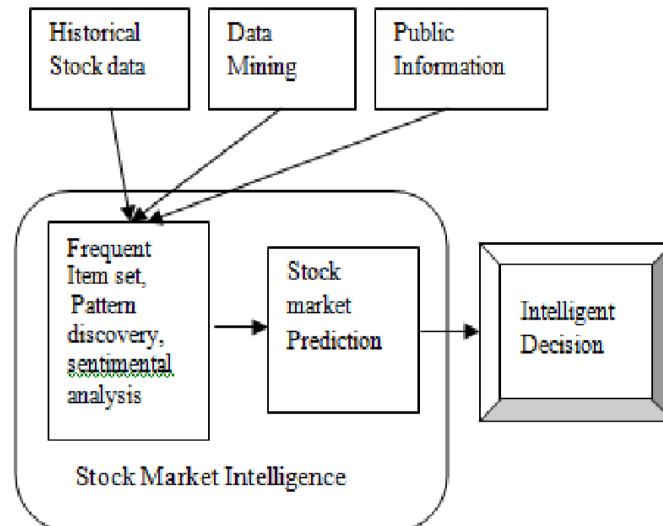 Historical
Stock data
Data
Mining
Public
Information
Frequent
Item set,
Pattern
discovery,
sentimental
analysis
Stock
market
Prediction
Intelligent
Decision
Stock Market Intelligence